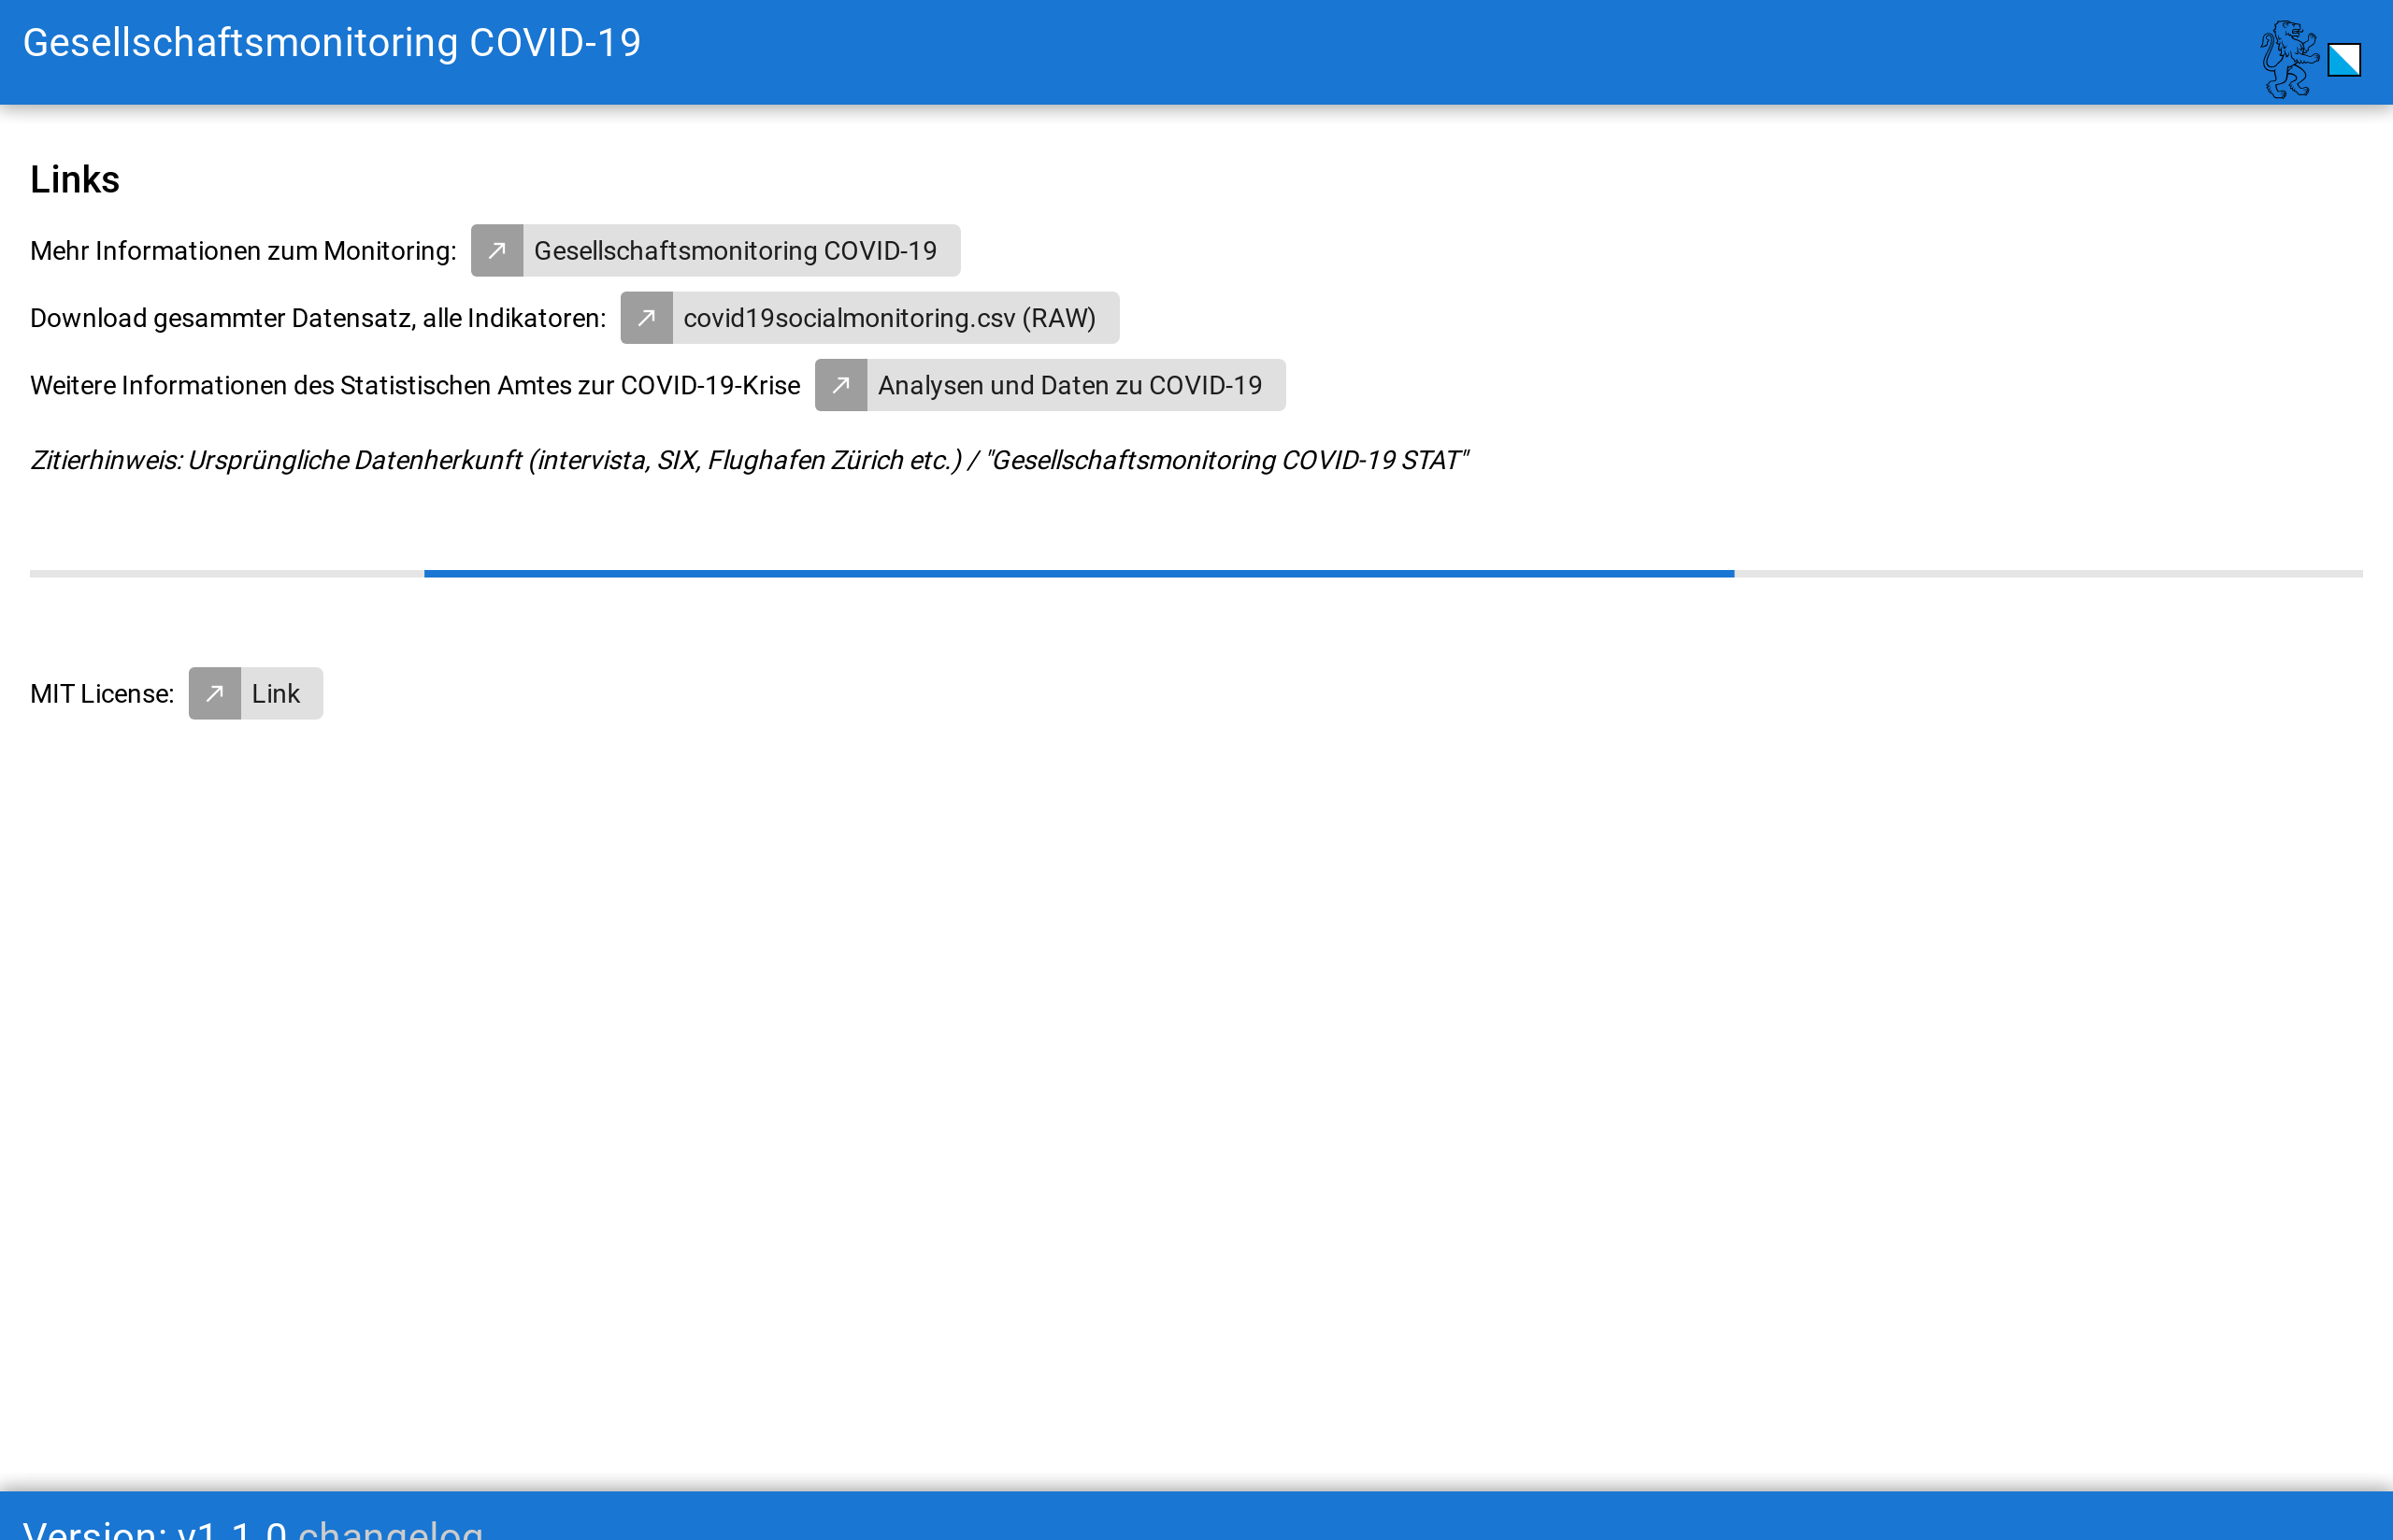 Gesellschaftsmonitoring COVID-19
Links
Mehr Informationen zum Monitoring: Gesellschaftsmonitoring COVID-19
Download gesammter Datensatz, alle Indikatoren: covid19socialmonitoring.csv (RAW)
Weitere Informationen des Statistischen Amtes zur COVID-19-Krise Analysen und Daten zu COVID-19
Zitierhinweis: Ursprüngliche Datenherkunft (intervista, SIX, Flughafen Zürich etc.) / "Gesellschaftsmonitoring COVID-19 STAT"
MIT License: Link
Version: v1.1.0 changelog